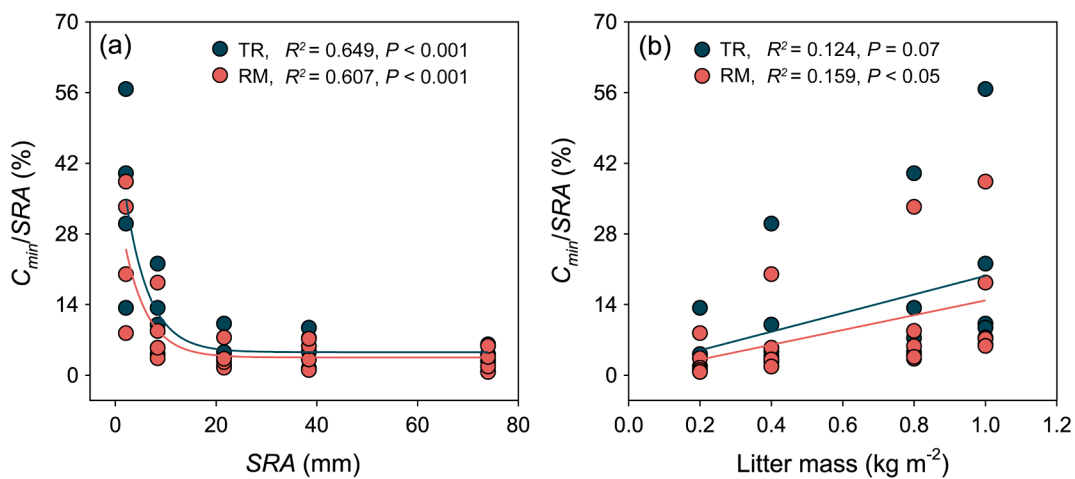 (a)
TR, R² = 0.649, P < 0.001
RM, R² = 0.607, P < 0.001
70
56
42
28
14
0
Cmin/SRA (%)
0
20
40
60
80
SRA (mm)
(b)
TR, R² = 0.124, P = 0.07
RM, R² = 0.159, P < 0.05
70
56
42
28
14
0
Cmin/SRA (%)
0.0
0.2
0.4
0.6
0.8
1.0
1.2
Litter mass (kg m⁻²)